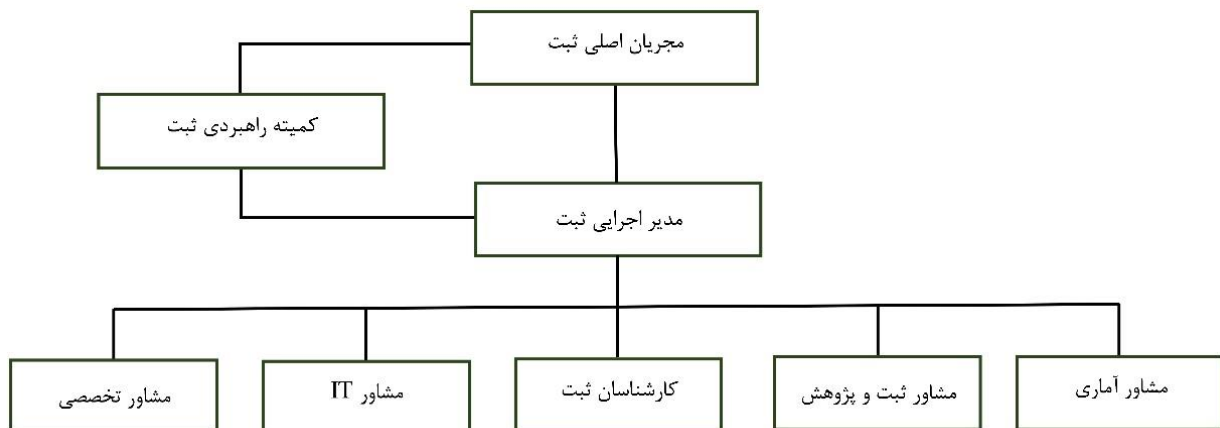 مجریان اصلی ثبت
کمیته راهبردی ثبت
مدیر اجرایی ثبت
مشاور آماری
مشاور ثبت و پژوهش
کارشناسان ثبت
مشاور IT
مشاور تخصصی